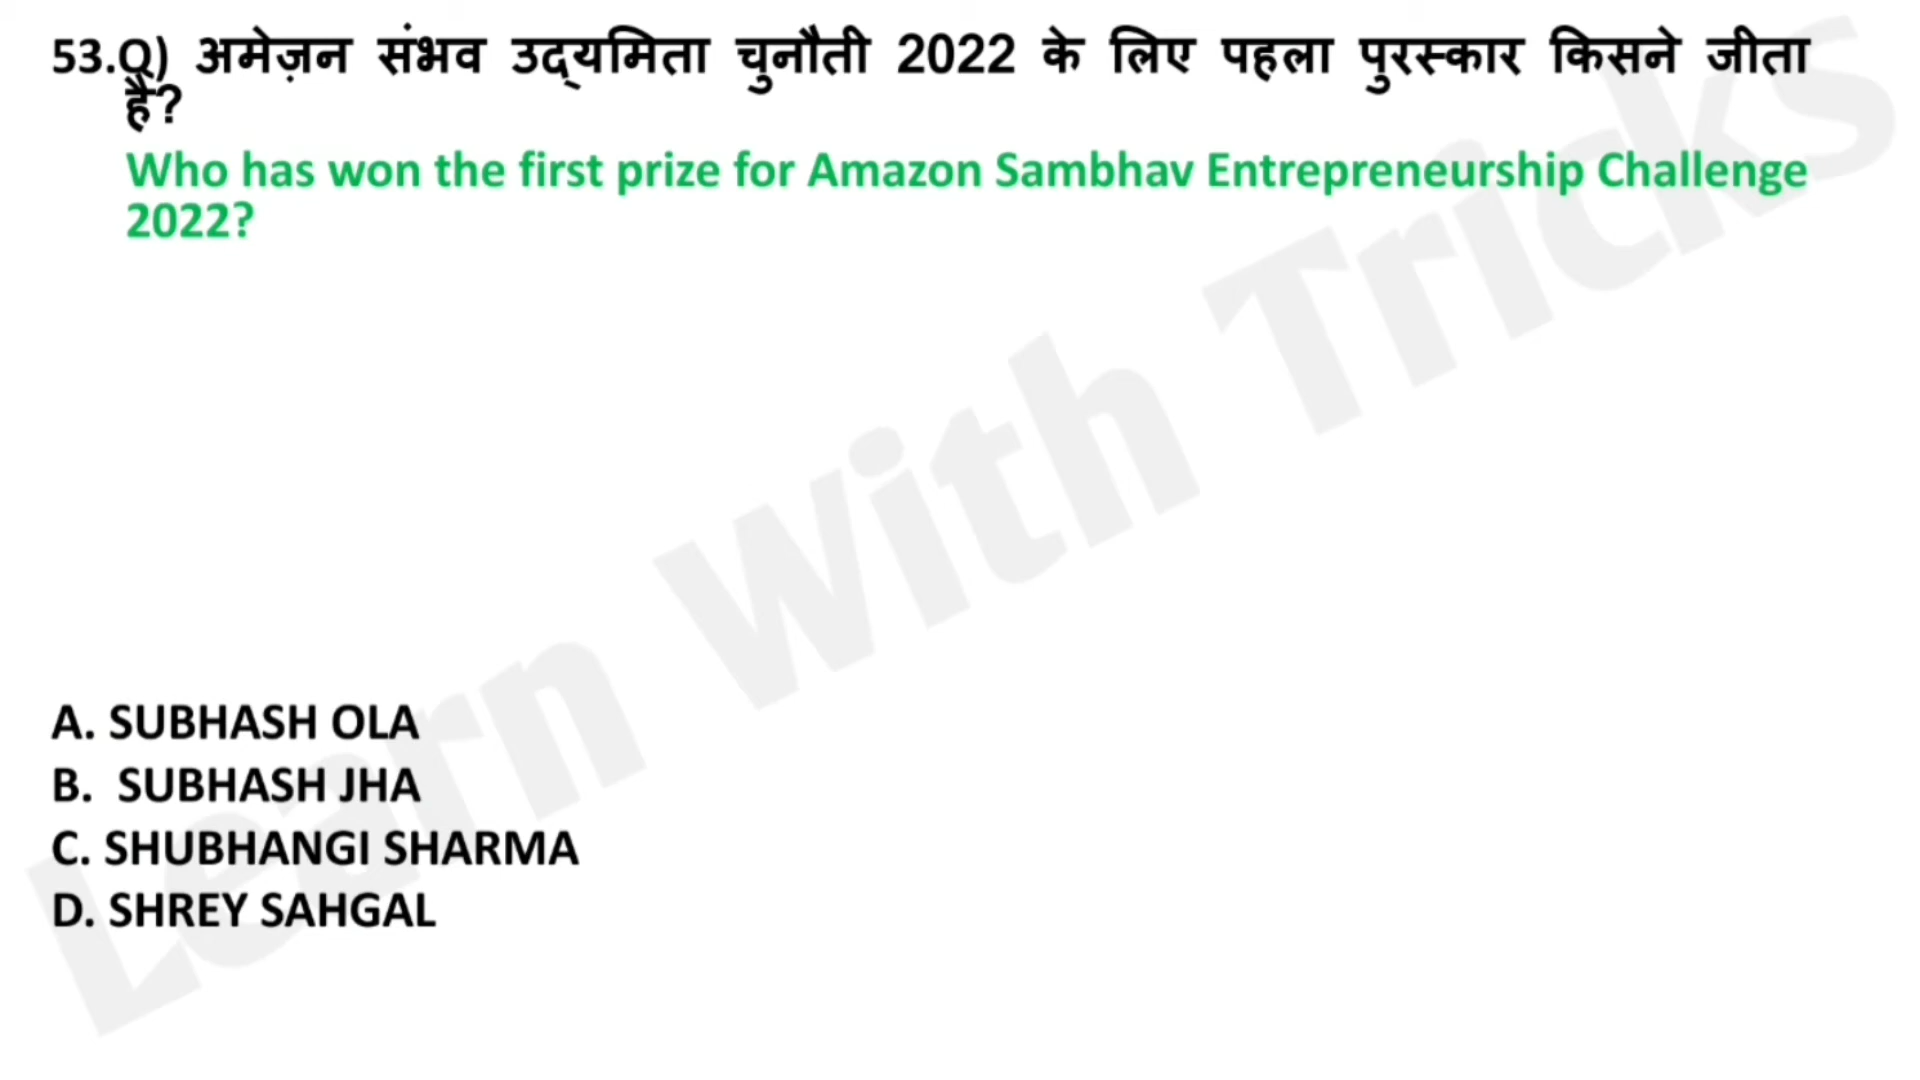 53.Q) अमेज़न संभव उद्यमिता चुनौती 2022 के लिए पहला पुरस्कार किसने जीता
है?
Who has won the first prize for Amazon Sambhav Entrepreneurship Challenge
2022?
Learn With Tricks
A. SUBHASH OLA
B. SUBHASH JHA
C. SHUBHANGI SHARMA
D. SHREY SAHGAL